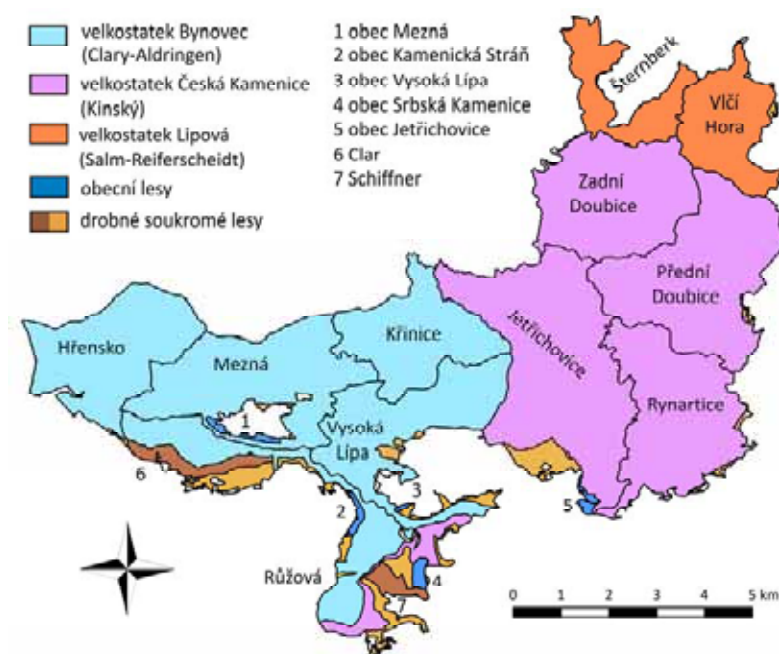 velkostatek Bynovec
(Clary-Aldringen)
velkostatek Česká Kamenice
(Kinský)
velkostatek Lipová
(Salm-Reiferscheidt)
obecní lesy
drobné soukromé lesy
1 obec Mezná
2 obec Kamenická Stráň
3 obec Vysoká Lípa
4 obec Srbská Kamenice
5 obec Jetřichovice
6 Clar
7 Schiffner
Šternberk
Vlčí
Hora
Zadní
Doubice
Přední
Doubice
Jetřichovice
Křinice
Hřensko
Mezná
Rynartice
1
Vysoká
Lípa
6
3
2
5
Růžová
4
7
0 1 2 3 4 5 km